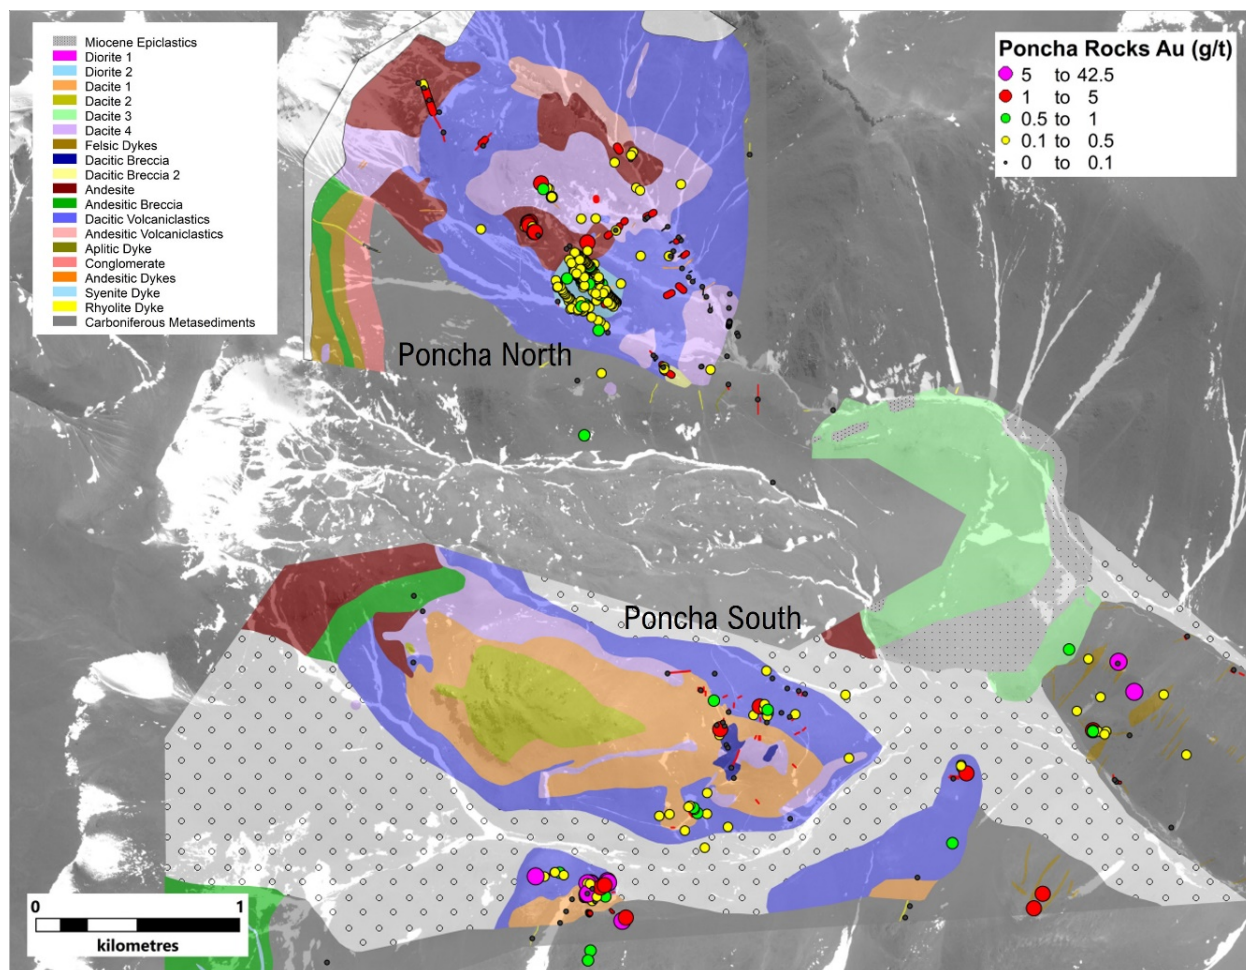 Miocene Epiclastics
Diorite 1
Diorite 2
Dacite 1
Dacite 2
Dacite 3
Dacite 4
Felsic Dykes
Dacitic Breccia
Dacitic Breccia 2
Andesite
Andesitic Breccia
Dacitic Volcaniclastics
Andesitic Volcaniclastics
Aplitic Dyke
Conglomerate
Andesitic Dykes
Syenite Dyke
Rhyolite Dyke
Carboniferous Metasediments
Poncha Rocks Au (g/t)
5 to 42.5
1 to 5
0.5 to 1
0.1 to 0.5
0 to 0.1
Poncha North
Poncha South
0 1
kilometres